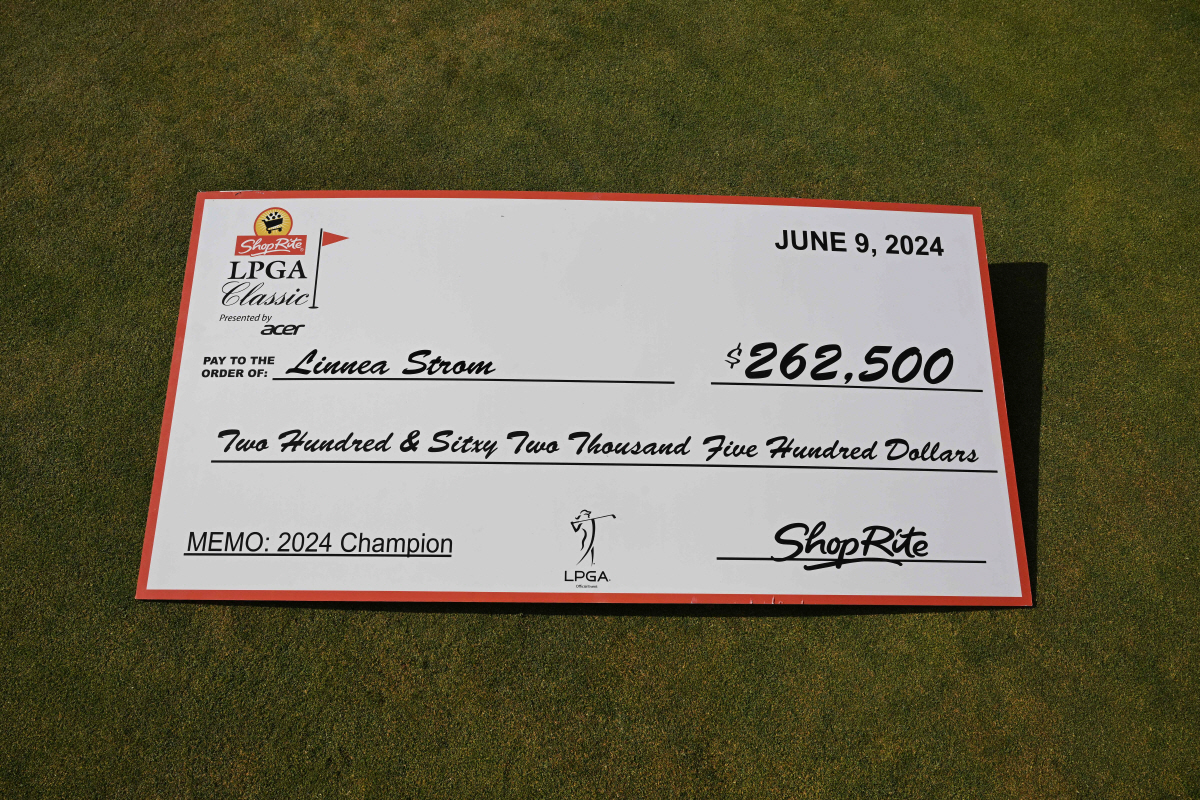 ShopRite
LPGA
Classic
Presented by
acer
JUNE 9, 2024
PAY TO THE
ORDER OF: Linnea Strom $262,500
Two Hundred & Sitxy Two Thousand Five Hundred Dollars
MEMO: 2024 Champion
LPGA
ShopRite